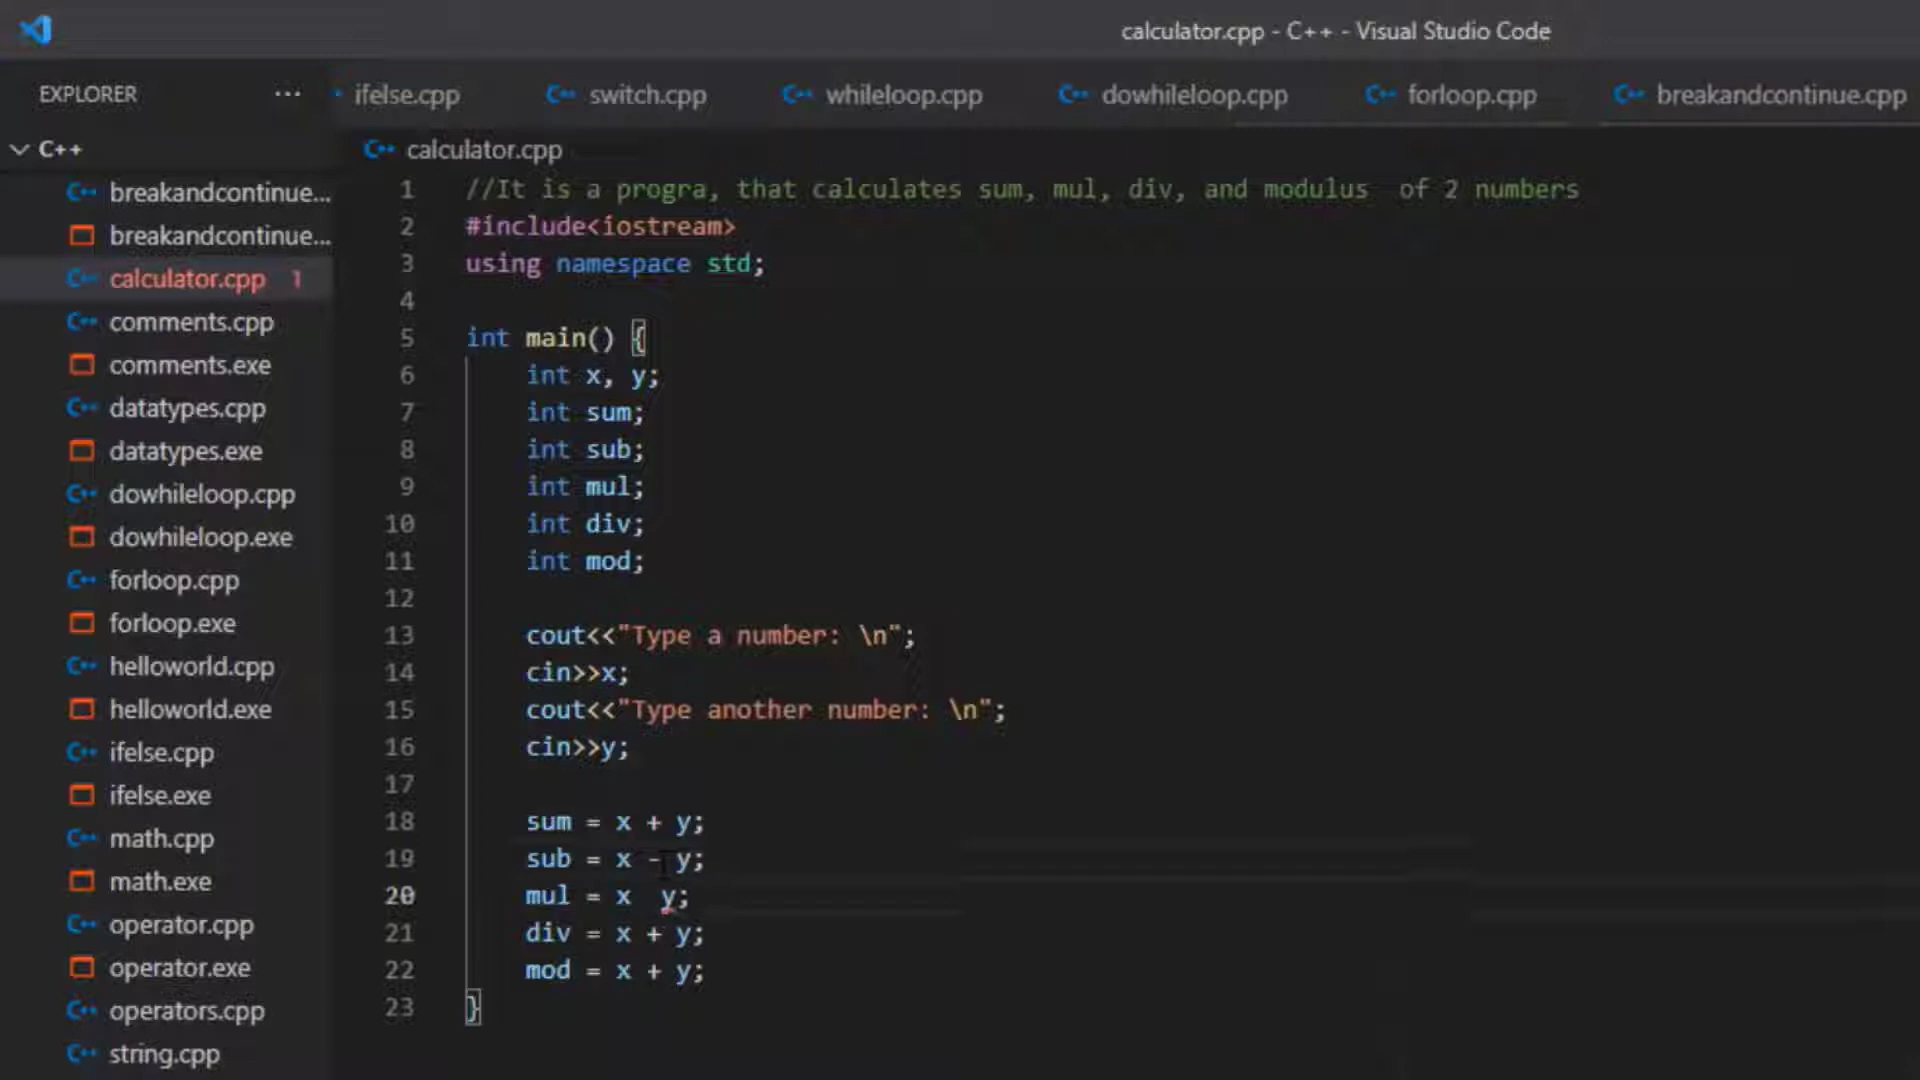 calculator.cpp - C++ - Visual Studio Code
EXPLORER ...
ifelse.cpp C++ switch.cpp C++ whileloop.cpp C++ dowhileloop.cpp C++ forloop.cpp C++ breakandcontinue.cpp
C++
C++ breakandcontinue...
breakandcontinue...
C++ calculator.cpp 1
C++ comments.cpp
comments.exe
C++ datatypes.cpp
datatypes.exe
C++ dowhileloop.cpp
dowhileloop.exe
C++ forloop.cpp
forloop.exe
C++ helloworld.cpp
helloworld.exe
C++ ifelse.cpp
ifelse.exe
C++ math.cpp
math.exe
C++ operator.cpp
operator.exe
C++ operators.cpp
C++ string.cpp
C++ calculator.cpp
1 //It is a progra, that calculates sum, mul, div, and modulus  of 2 numbers
2 #include<iostream>
3 using namespace std;
4
5 int main() {
6 int x, y;
7 int sum;
8 int sub;
9 int mul;
10 int div;
11 int mod;
12
13 cout<<"Type a number: \n";
14 cin>>x;
15 cout<<"Type another number: \n";
16 cin>>y;
17
18 sum = x + y;
19 sub = x - y;
20 mul = x  y;
21 div = x + y;
22 mod = x + y;
23 }